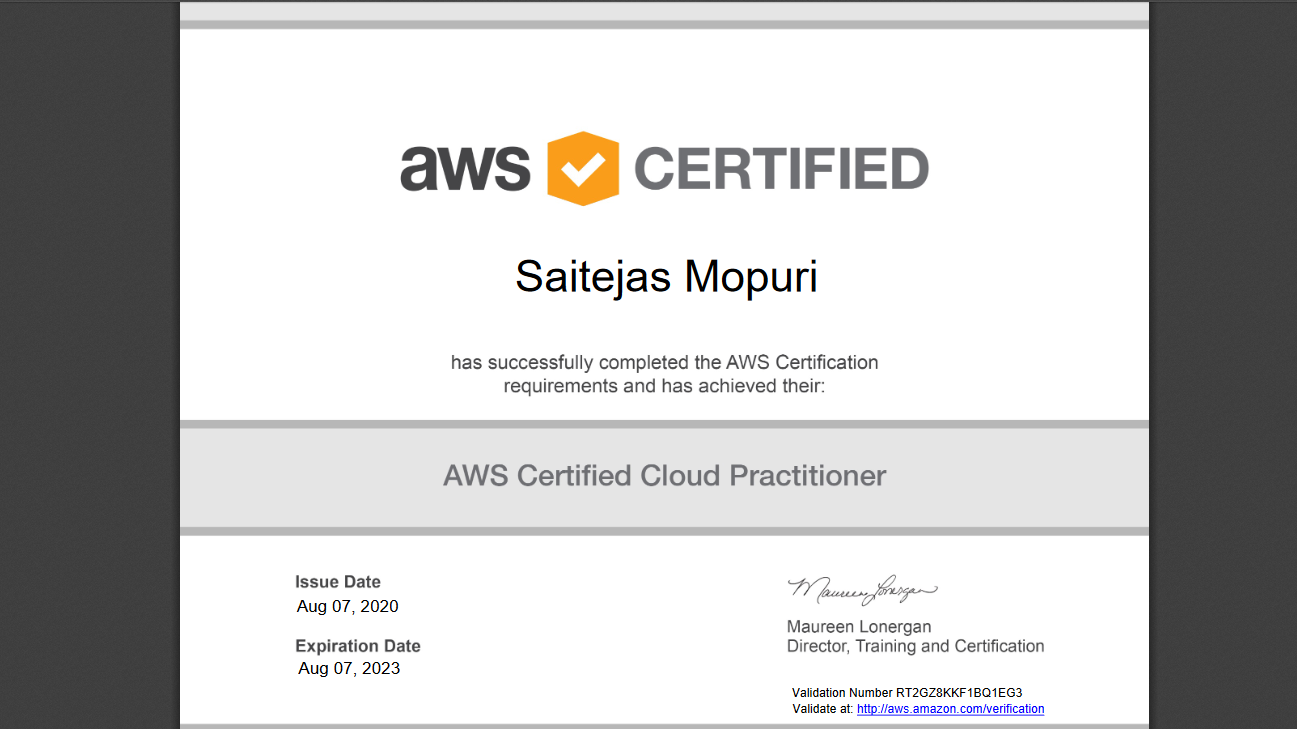 aws CERTIFIED
Saitejas Mopuri
has successfully completed the AWS Certification
requirements and has achieved their:
AWS Certified Cloud Practitioner
Issue Date
Aug 07, 2020
Expiration Date
Aug 07, 2023
Maureen Lonergan
Maureen Lonergan
Director, Training and Certification
Validation Number RT2GZ8KKF1BQ1EG3
Validate at: http://aws.amazon.com/verification